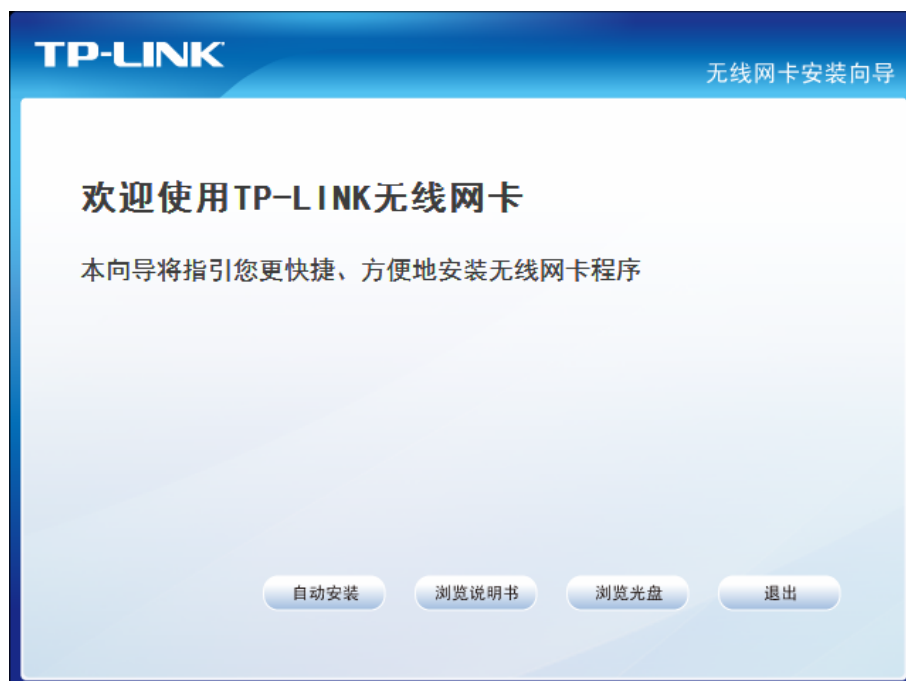 TP-LINK
无线网卡安装向导
欢迎使用TP-LINK无线网卡
本向导将指引您更快捷、方便地安装无线网卡程序
自动安装 浏览说明书 浏览光盘 退出